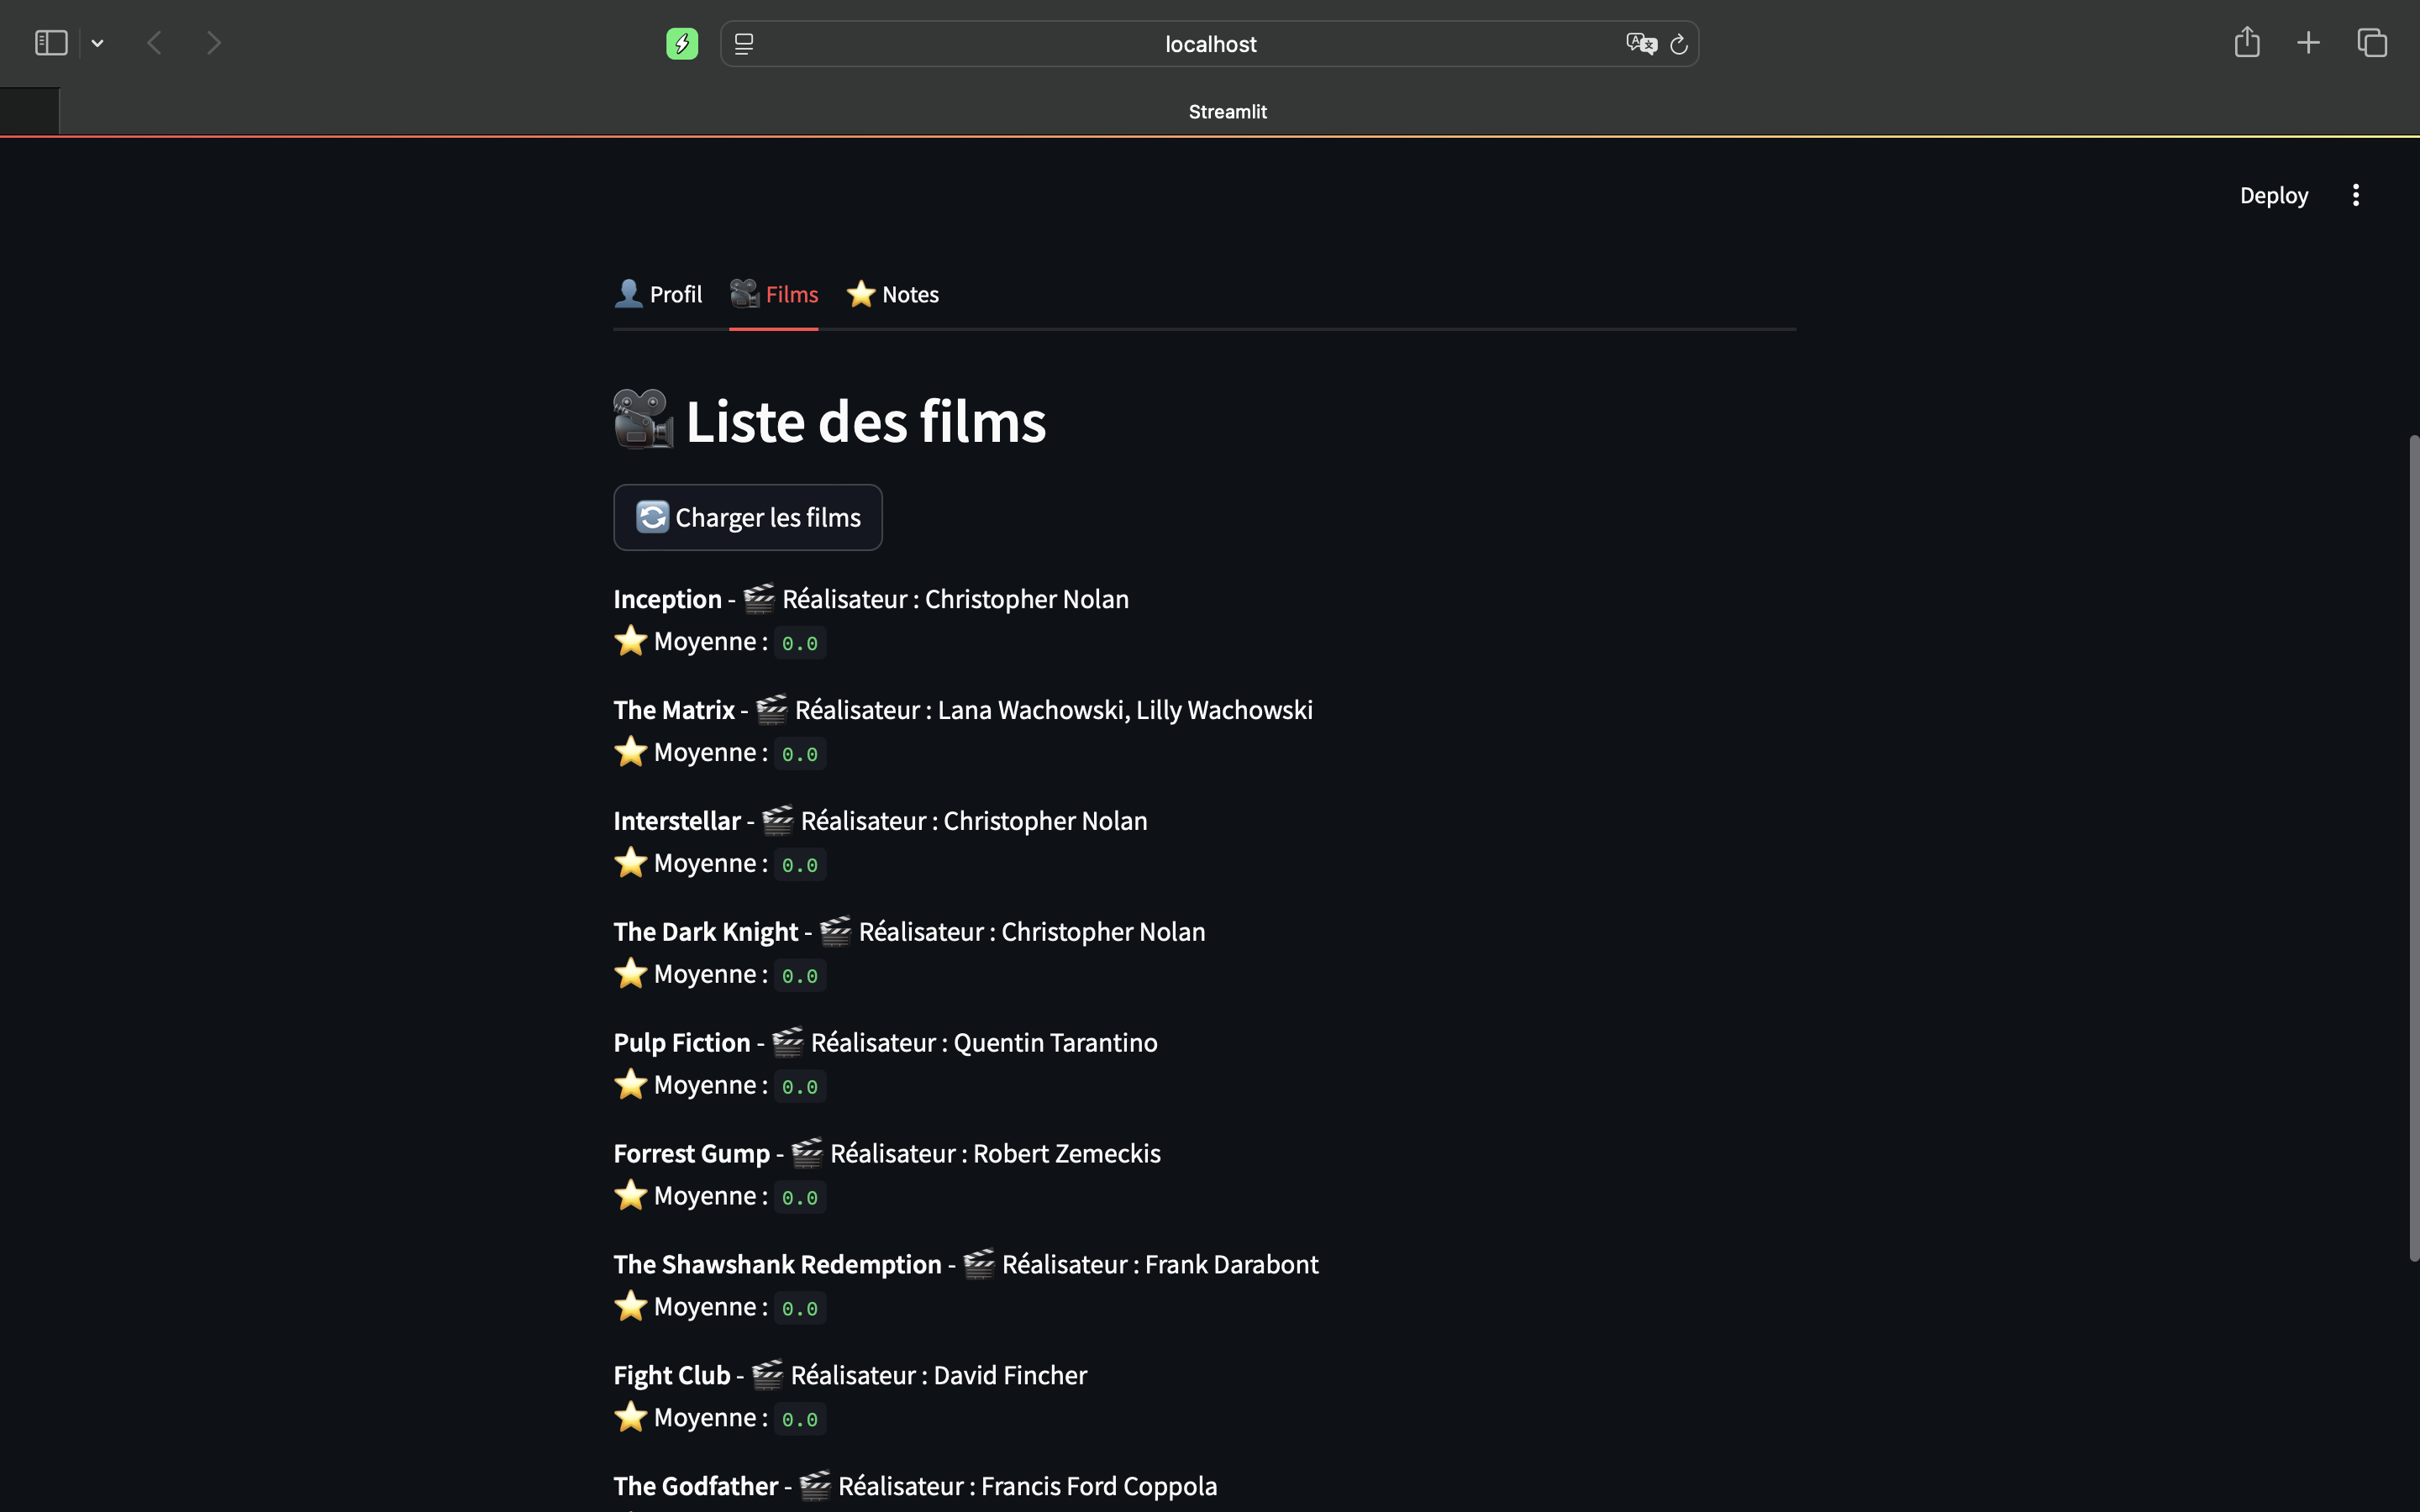 localhost
Streamlit
Deploy
Profil
Films
Notes
Liste des films
Charger les films
Inception - Réalisateur : Christopher Nolan
Moyenne : 0.0
The Matrix - Réalisateur : Lana Wachowski, Lilly Wachowski
Moyenne : 0.0
Interstellar - Réalisateur : Christopher Nolan
Moyenne : 0.0
The Dark Knight - Réalisateur : Christopher Nolan
Moyenne : 0.0
Pulp Fiction - Réalisateur : Quentin Tarantino
Moyenne : 0.0
Forrest Gump - Réalisateur : Robert Zemeckis
Moyenne : 0.0
The Shawshank Redemption - Réalisateur : Frank Darabont
Moyenne : 0.0
Fight Club - Réalisateur : David Fincher
Moyenne : 0.0
The Godfather - Réalisateur : Francis Ford Coppola